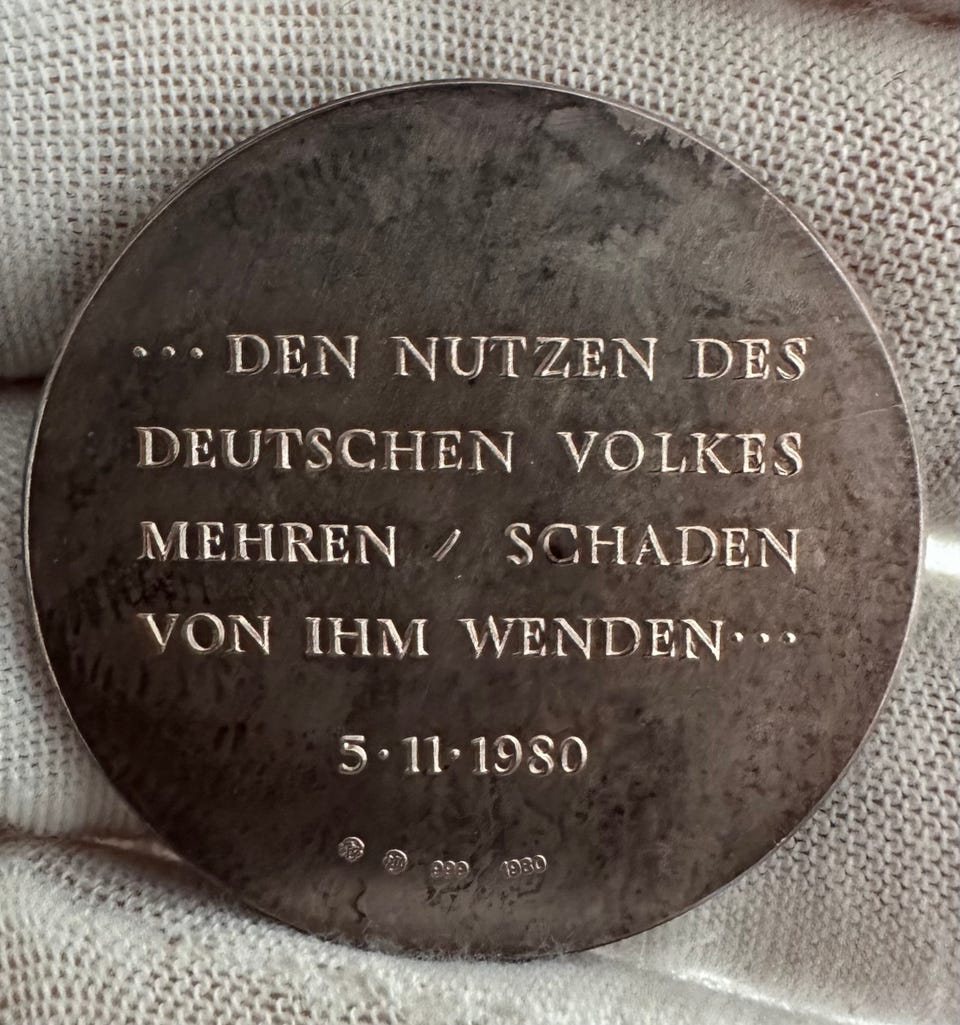 ··· DEN NUTZEN DES
DEUTSCHEN VOLKES
MEHREN / SCHADEN
VON IHM WENDEN···
5·11·1980
999 1980